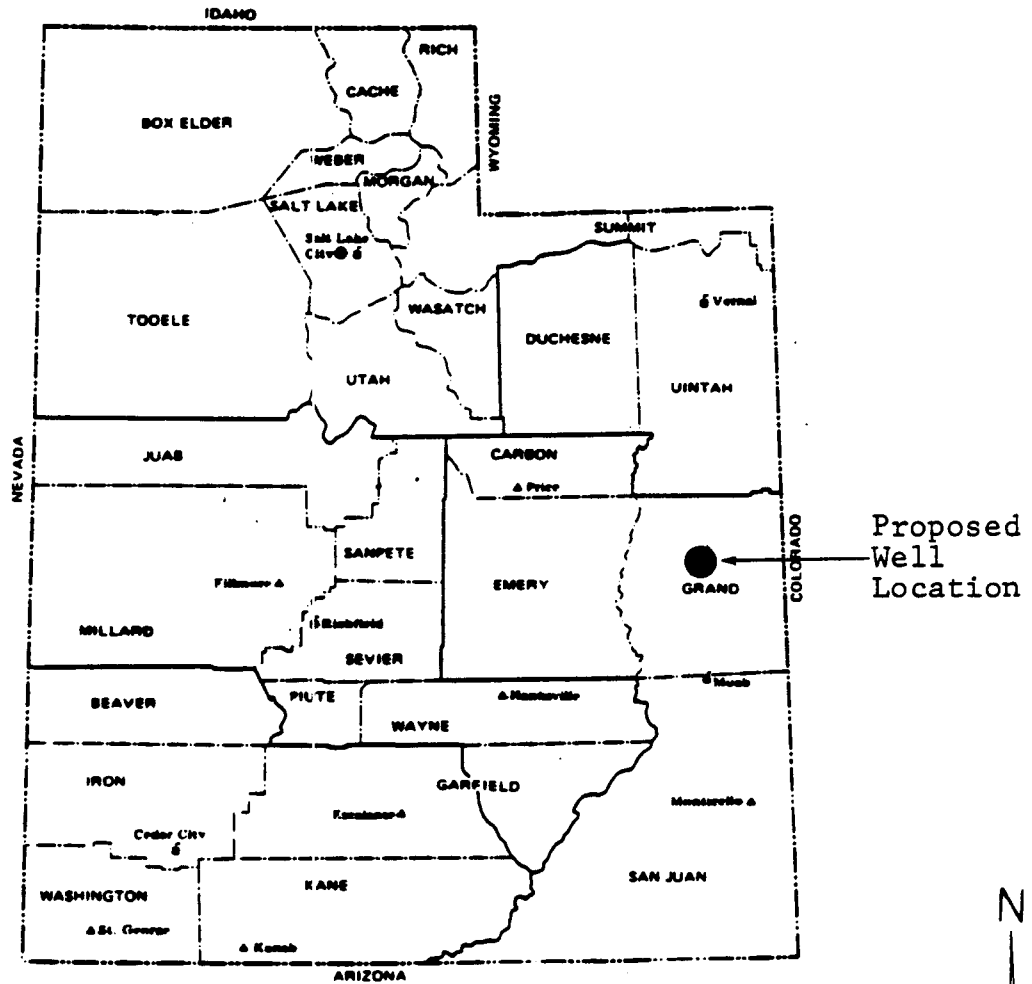 IDAHO
RICH
CACHE
BOX ELDER
WYOMING
WEBER
MORGAN
SALT LAKE
Salt Lake
City
SUMMIT
WASATCH
Vernal
TOOELE
DUCHESNE
UTAH
UINTAH
NEVADA
JUAB
CARBON
Price
COLORADO
Proposed
Well
Location
SANPETE
Fillmore
EMERY
GRAND
Richfield
MILLARD
SEVIER
Moab
BEAVER
PIUTE
WAYNE
IRON
GARFIELD
Monticello
Cedar City
KANE
SAN JUAN
WASHINGTON
St. George
Kanab
ARIZONA
N